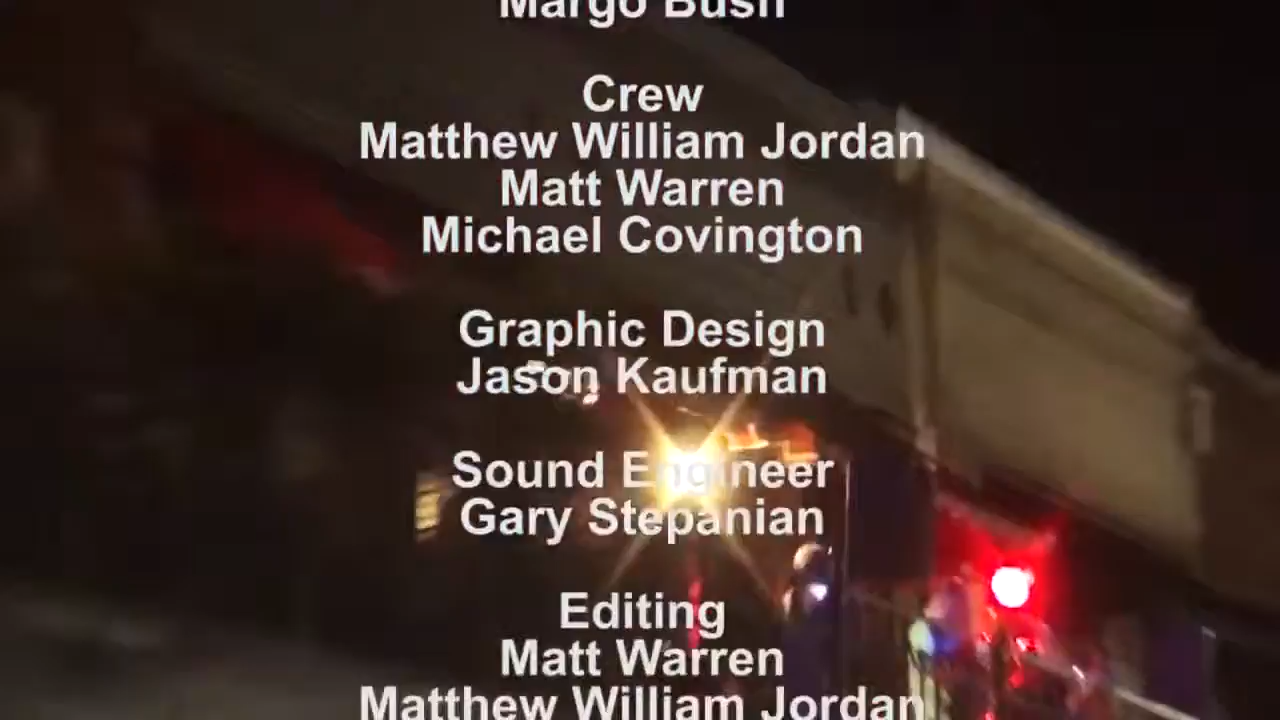 Margo Bush
Crew
Matthew William Jordan
Matt Warren
Michael Covington
Graphic Design
Jason Kaufman
Sound Engineer
Gary Stepanian
Editing
Matt Warren
Matthew William Jordan